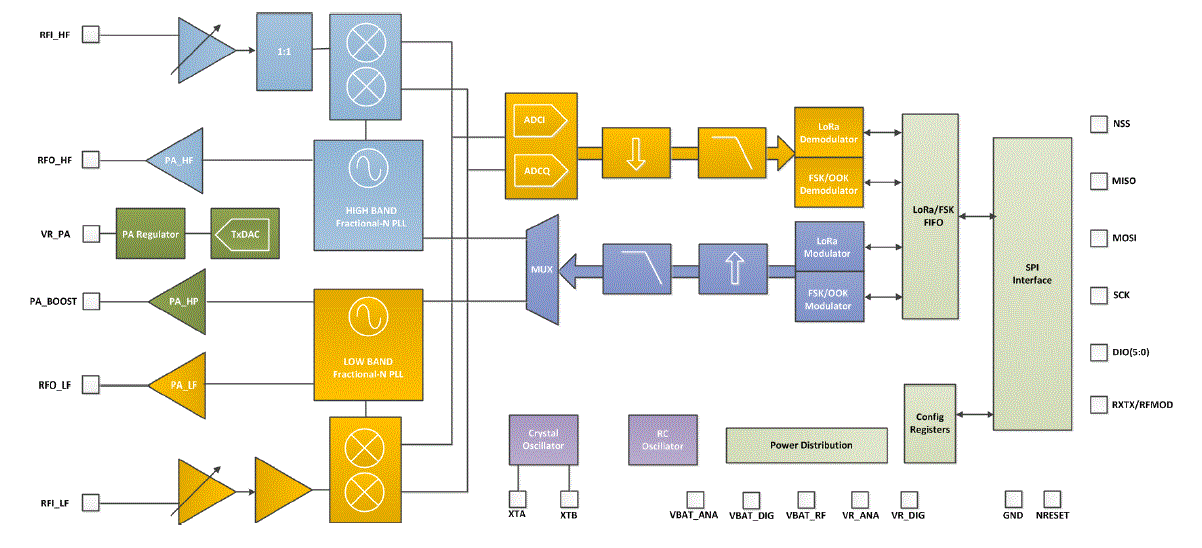 RFI_HF
1:1
ADCI
ADCQ
LoRa
Demodulator
FSK/OOK
Demodulator
NSS
RFO_HF
PA_HF
HIGH BAND
Fractional-N PLL
MISO
LoRa/FSK
FIFO
VR_PA
PA Regulator
TxDAC
MUX
LoRa
Modulator
FSK/OOK
Modulator
MOSI
SPI
Interface
PA_BOOST
PA_HP
SCK
LOW BAND
Fractional-N PLL
DIO(5:0)
RFO_LF
PA_LF
RXTX/RFMOD
Config
Registers
Crystal
Oscillator
RC
Oscillator
Power Distribution
RFI_LF
XTA
XTB
VBAT_ANA
VBAT_DIG
VBAT_RF
VR_ANA
VR_DIG
GND
NRESET